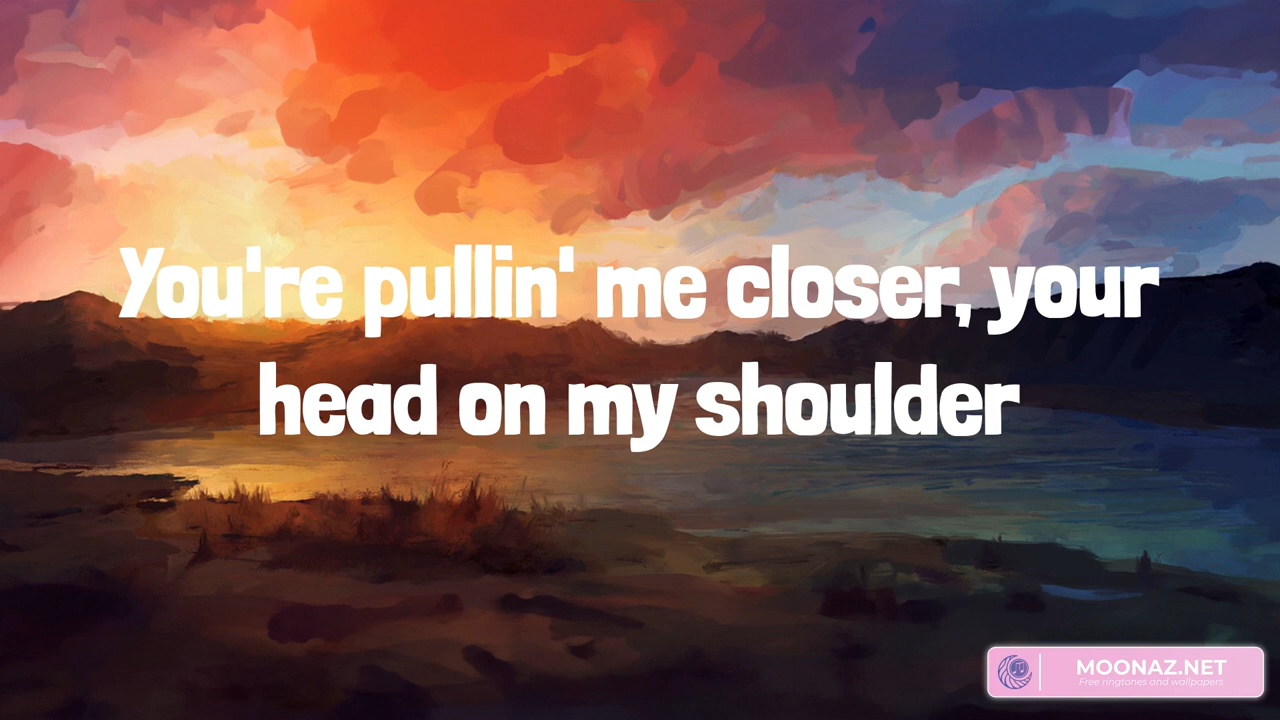 You're pullin' me closer, your
head on my shoulder
MOONAZ.NET
Free ringtones and wallpapers